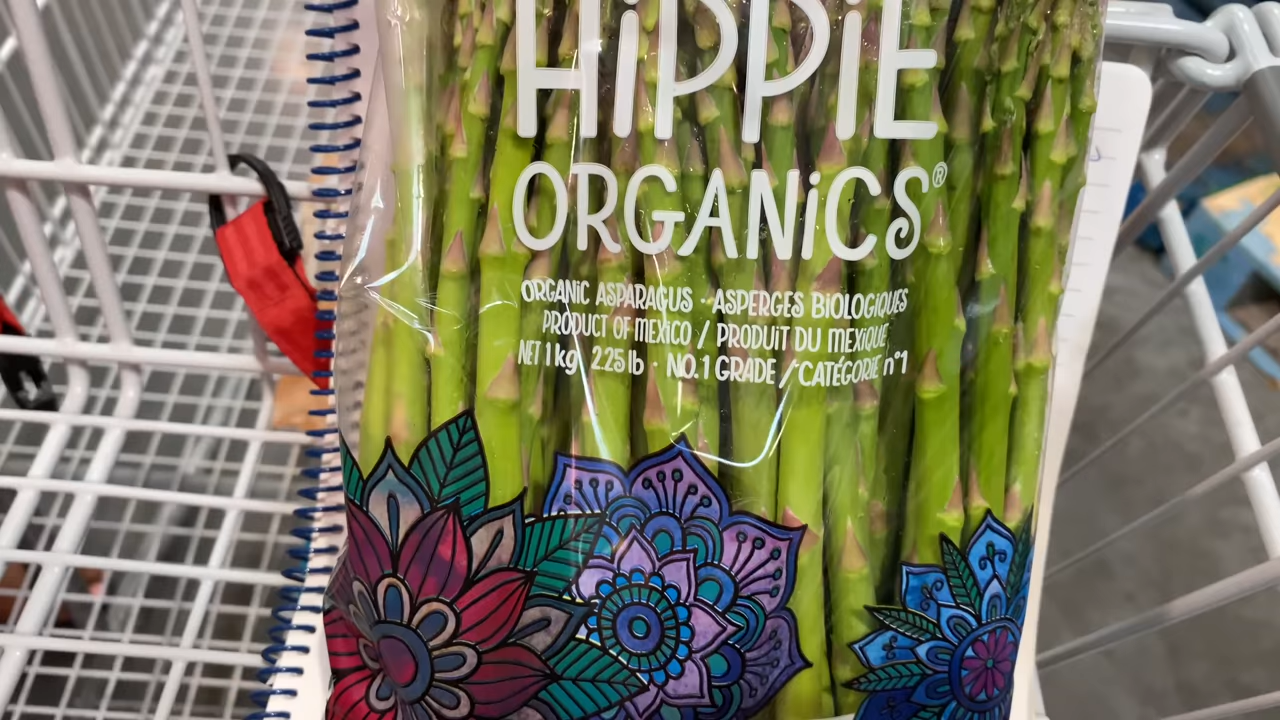 HiPPiE
ORGANiCS®
ORGANiC ASPARAGUS · ASPERGES BiOLOGiQUES
PRODUCT OF MEXiCO / PRODUiT DU MEXiQUE
NET 1 kg 2.25 lb · NO. 1 GRADE / CATÉGORiE n°1